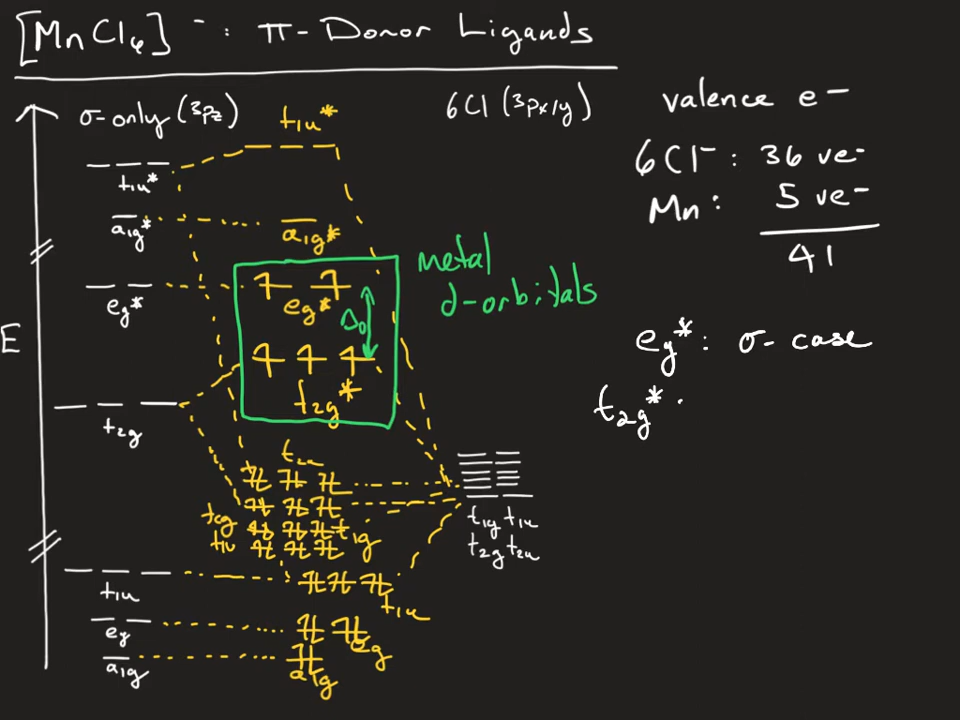 [MnCl6]⁻ : π-Donor Ligands
σ-only (3pz)
6Cl (3px/y)
valence e⁻
6Cl⁻: 36 ve⁻
Mn: 5 ve⁻
41
t1u*
t1u*
a1g*
a1g*
metal
d-orbitals
eg*
eg*
Δo
E
eg*: σ-case
t2g*
t2g*
t2g
t2u
t2g
t1u
t1g
t1g t1u
t2g t2u
t1u
t1u
eg
eg
a1g
a1g